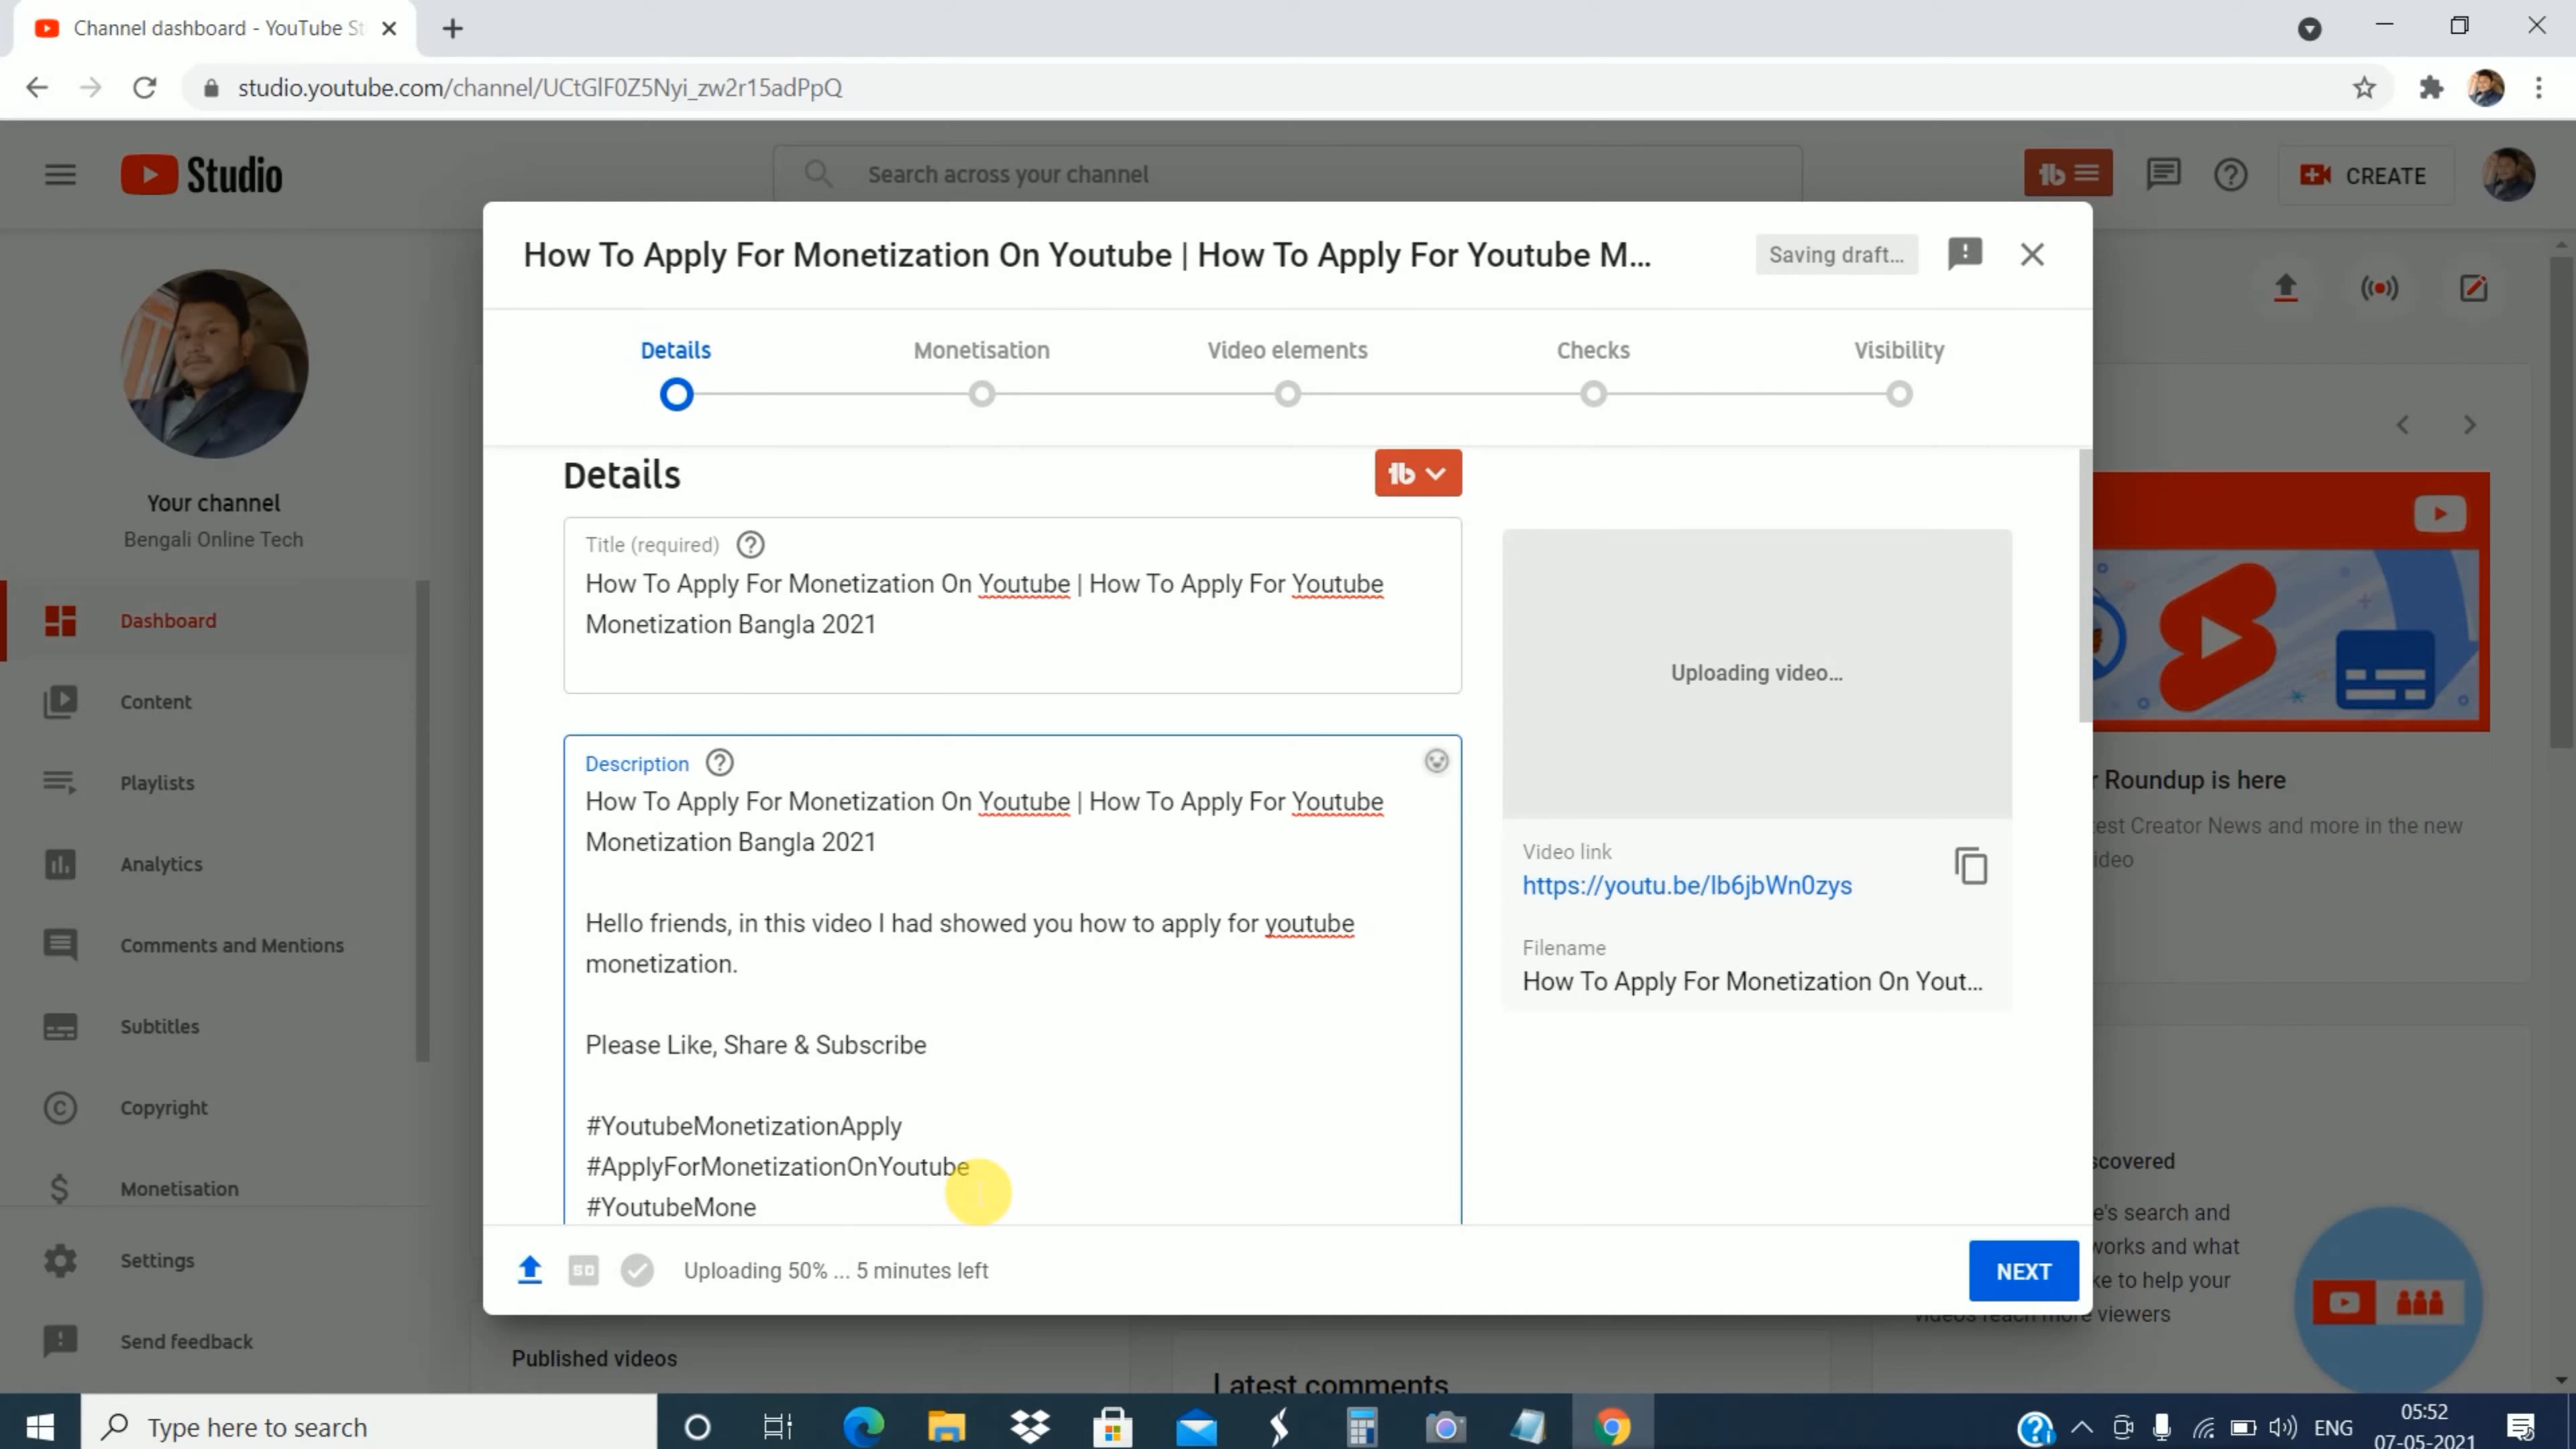 Channel dashboard - YouTube St
studio.youtube.com/channel/UCtGlF0Z5Nyi_zw2r15adPpQ
Studio
Search across your channel
CREATE
How To Apply For Monetization On Youtube | How To Apply For Youtube M...
Saving draft...
Details
Monetisation
Video elements
Checks
Visibility
Your channel
Bengali Online Tech
Dashboard
Content
Playlists
Analytics
Comments and Mentions
Subtitles
Copyright
Monetisation
Settings
Send feedback
Details
Title (required)
How To Apply For Monetization On Youtube | How To Apply For Youtube
Monetization Bangla 2021
Description
How To Apply For Monetization On Youtube | How To Apply For Youtube
Monetization Bangla 2021
Hello friends, in this video I had showed you how to apply for youtube
monetization.
Please Like, Share & Subscribe
#YoutubeMonetizationApply
#ApplyForMonetizationOnYoutube
#YoutubeMone
Uploading video...
Video link
https://youtu.be/lb6jbWn0zys
Filename
How To Apply For Monetization On Yout...
SD
Uploading 50% ... 5 minutes left
NEXT
Roundup is here
Creator News and more in the new
's search and
works and what
to help your
videos reach more viewers
Published videos
Latest comments
Type here to search
ENG
05:52
07-05-2021